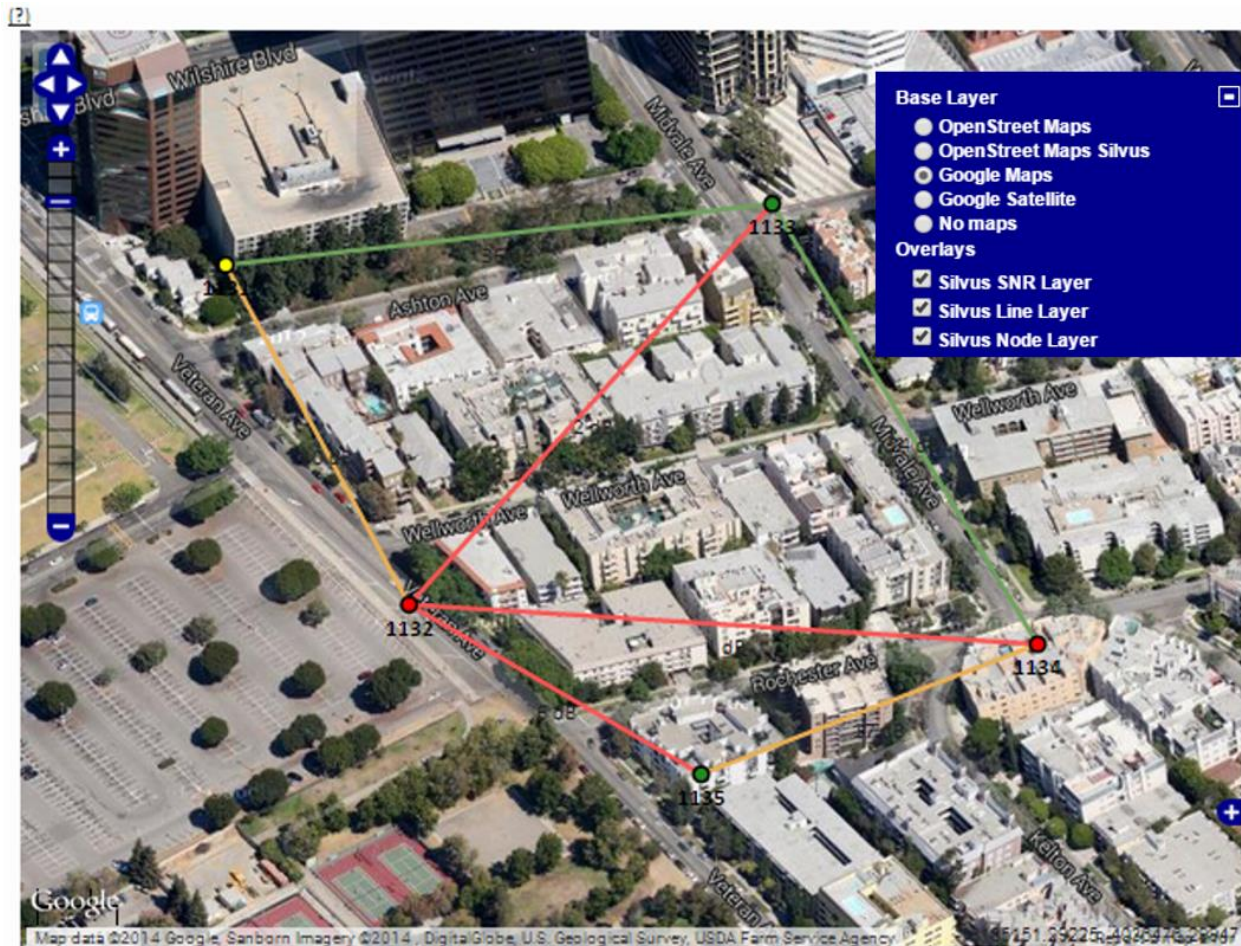 (?)
Wilshire Blvd
Midvale Ave
Base Layer
OpenStreet Maps
OpenStreet Maps Silvus
Google Maps
Google Satellite
No maps
Overlays
Silvus SNR Layer
Silvus Line Layer
Silvus Node Layer
1133
Ashton Ave
Veteran Ave
Wellworth Ave
Midvale Ave
Wellworth Ave
Wellworth Ave
1132
Rochester Ave
1134
1135
Kelton Ave
Veteran
Google
Map data ©2014 Google, Sanborn Imagery ©2014 , DigitalGlobe, U.S. Geological Survey, USDA Farm Service Agency